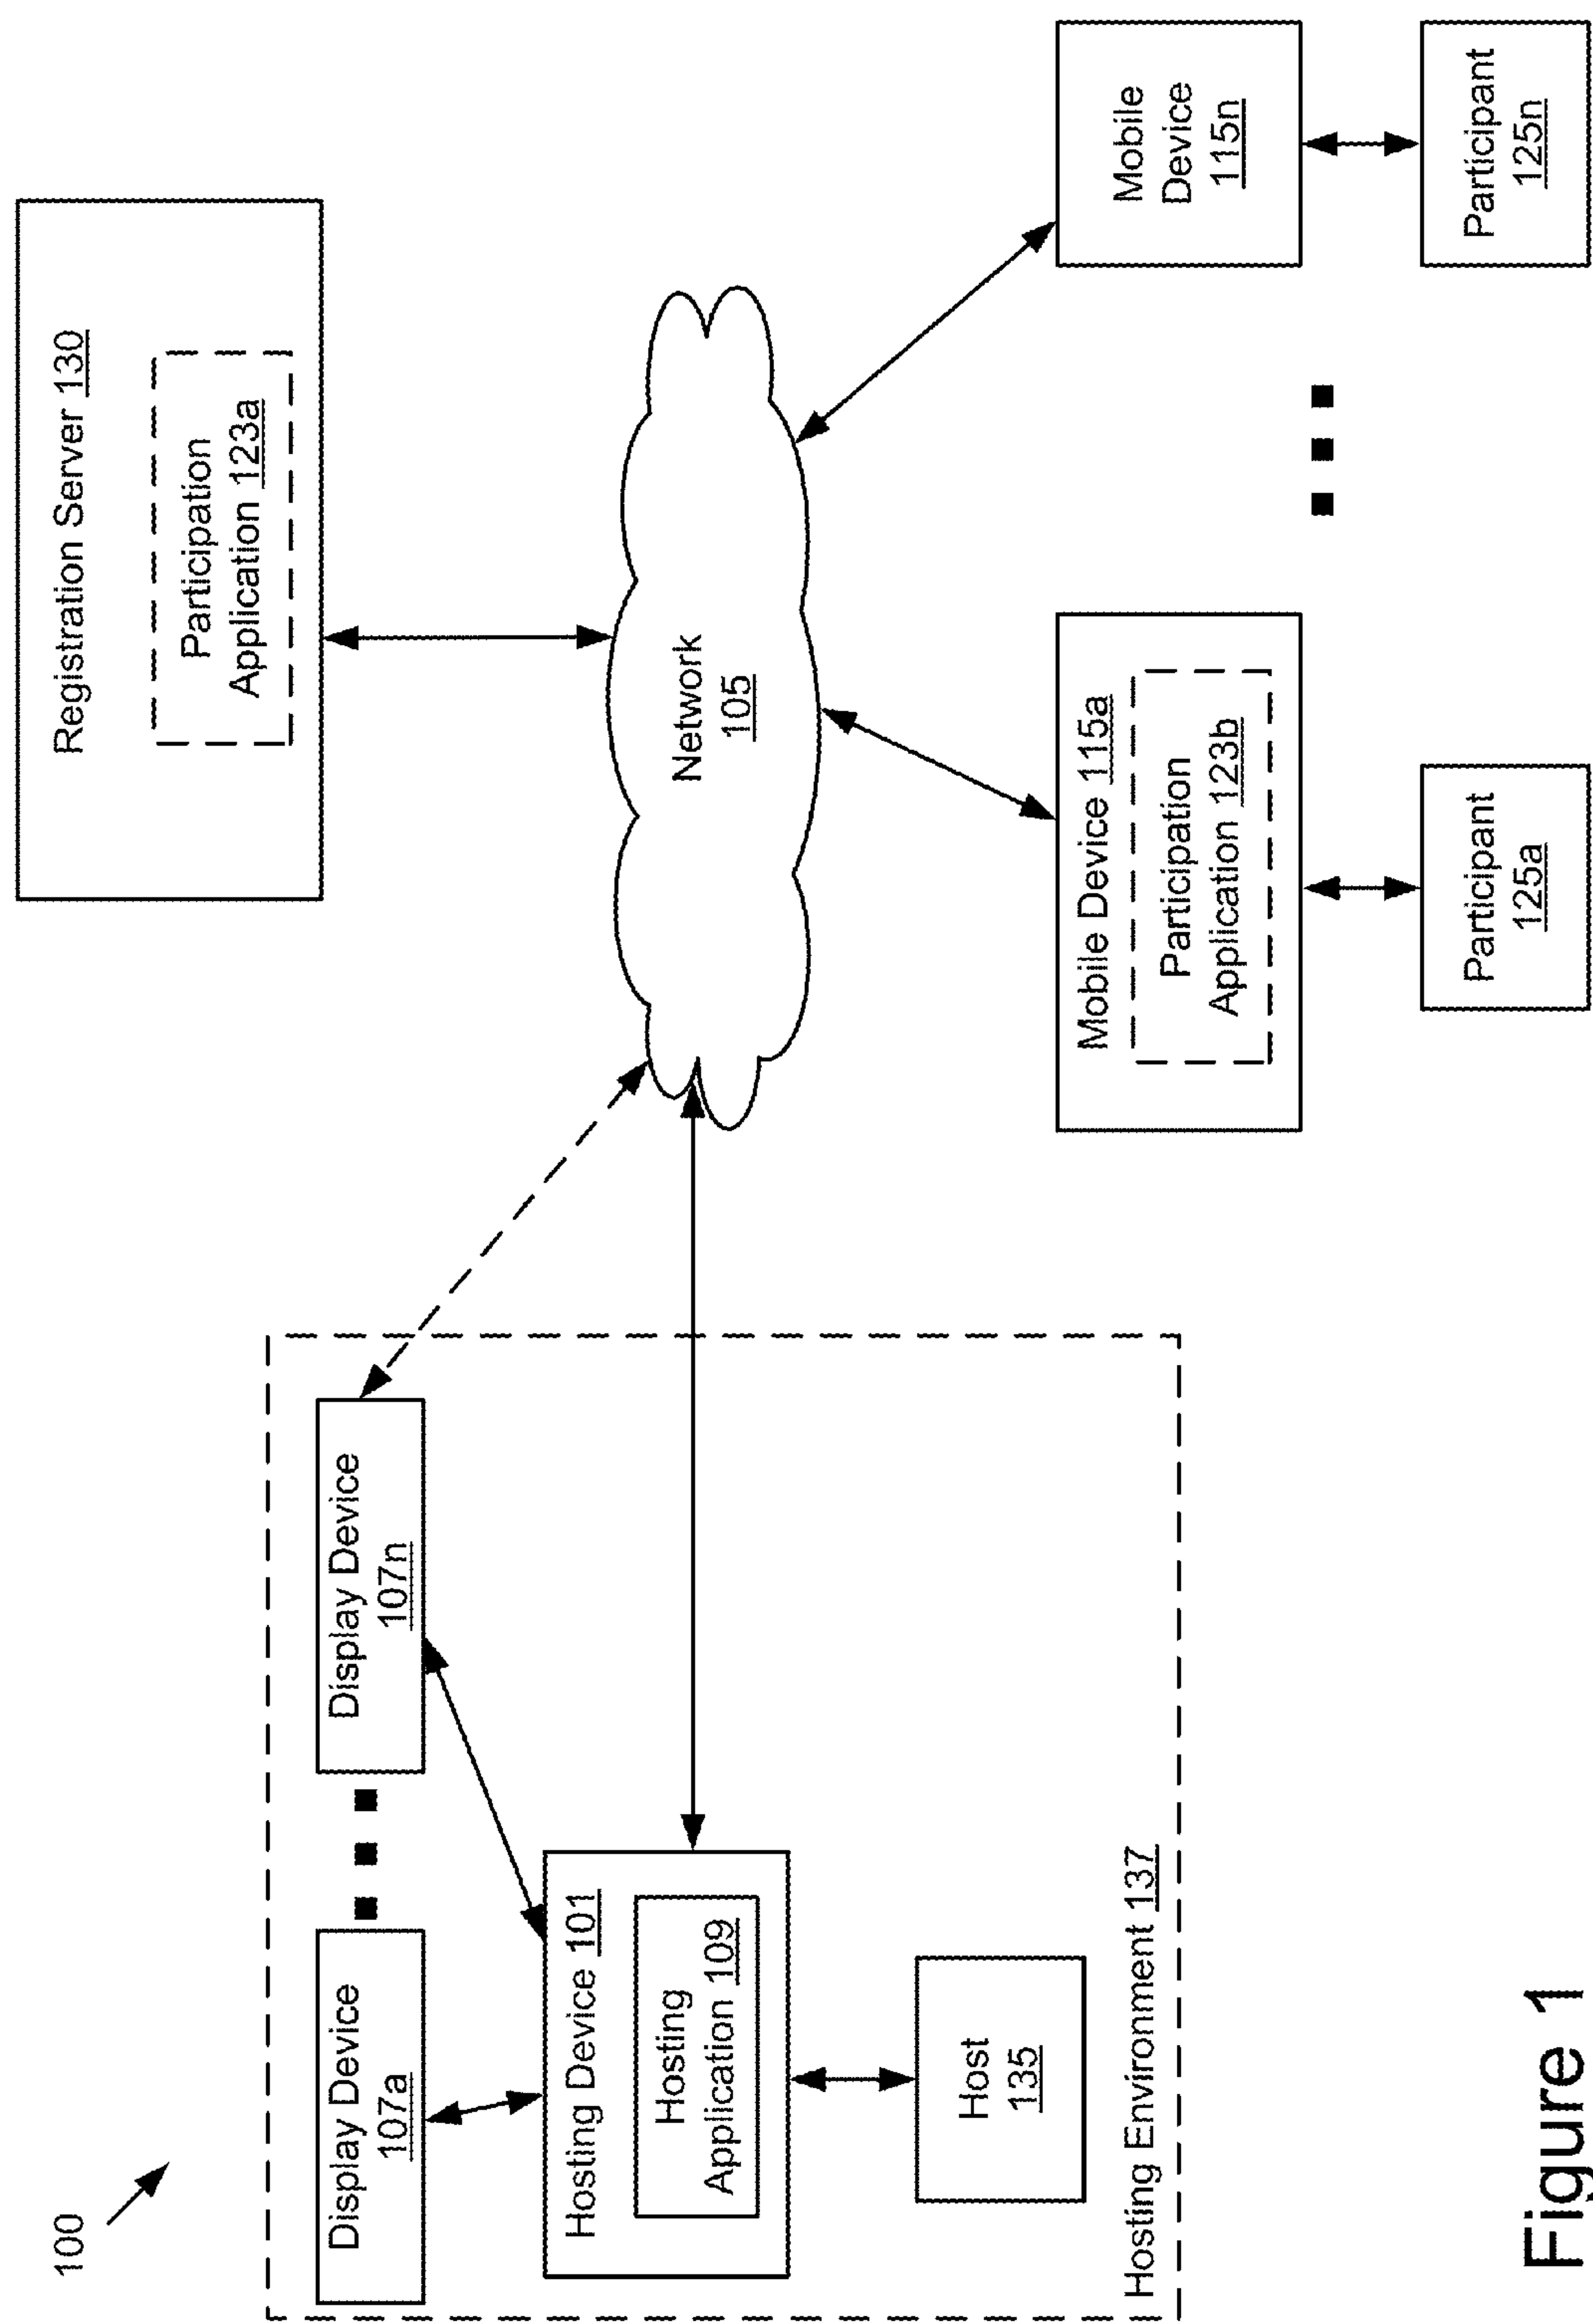 100
Registration Server 130
Participation
Application 123a
Display Device
107a
Display Device
107n
Hosting Device 101
Hosting
Application 109
Host
135
Hosting Environment 137
Network
105
Mobile Device 115a
Participation
Application 123b
Participant
125a
Mobile
Device
115n
Participant
125n
Figure 1